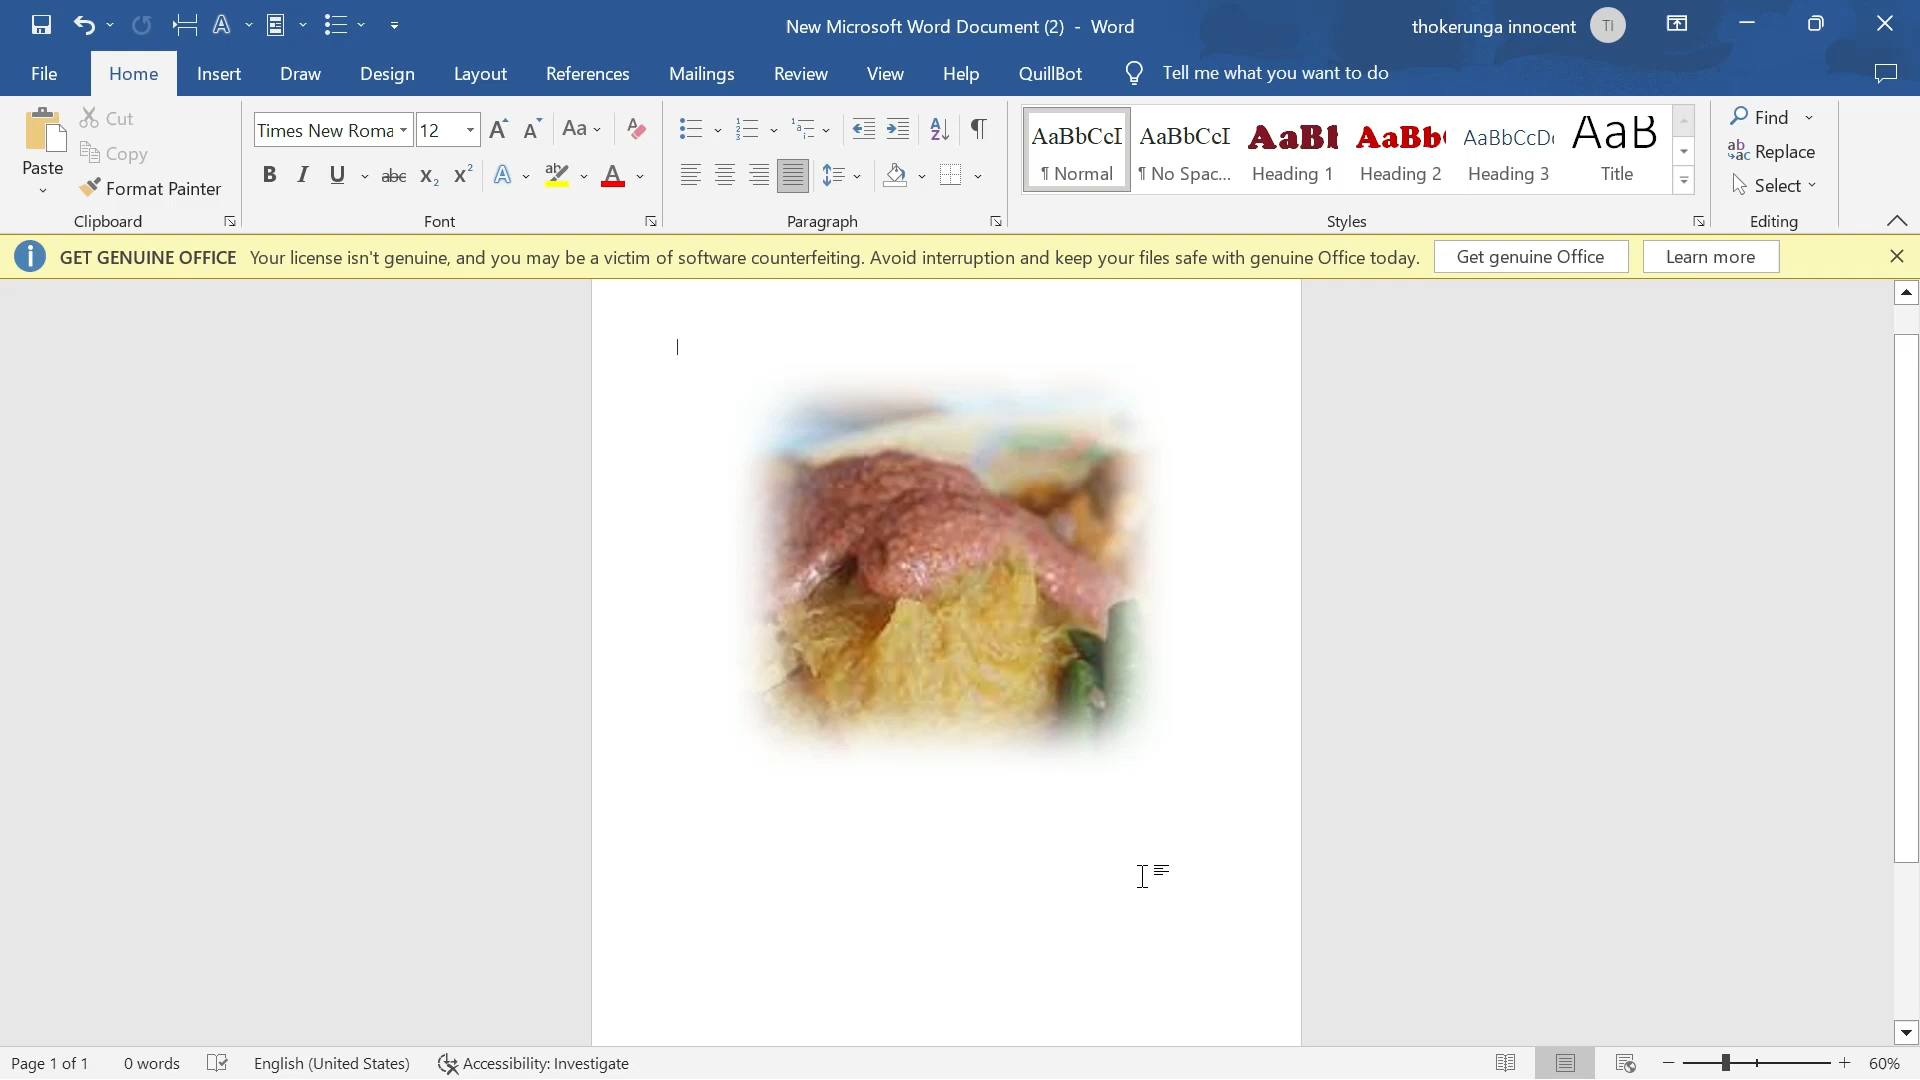 New Microsoft Word Document (2) - Word
thokerunga innocent
TI
File
Home
Insert
Draw
Design
Layout
References
Mailings
Review
View
Help
QuillBot
Tell me what you want to do
Paste
Cut
Copy
Format Painter
Clipboard
Times New Roma
12
Aa
Font
Paragraph
AaBbCcI
¶ Normal
AaBbCcI
¶ No Spac...
AaBl
Heading 1
AaBb
Heading 2
AaBbCcD
Heading 3
AaB
Title
Styles
Find
Replace
Select
Editing
GET GENUINE OFFICE Your license isn't genuine, and you may be a victim of software counterfeiting. Avoid interruption and keep your files safe with genuine Office today.
Get genuine Office
Learn more
Page 1 of 1
0 words
English (United States)
Accessibility: Investigate
60%